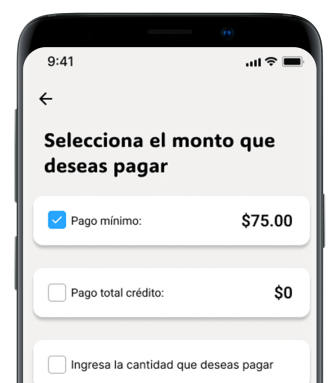 9:41
Selecciona el monto que
deseas pagar
Pago mínimo: $75.00
Pago total crédito: $0
Ingresa la cantidad que deseas pagar